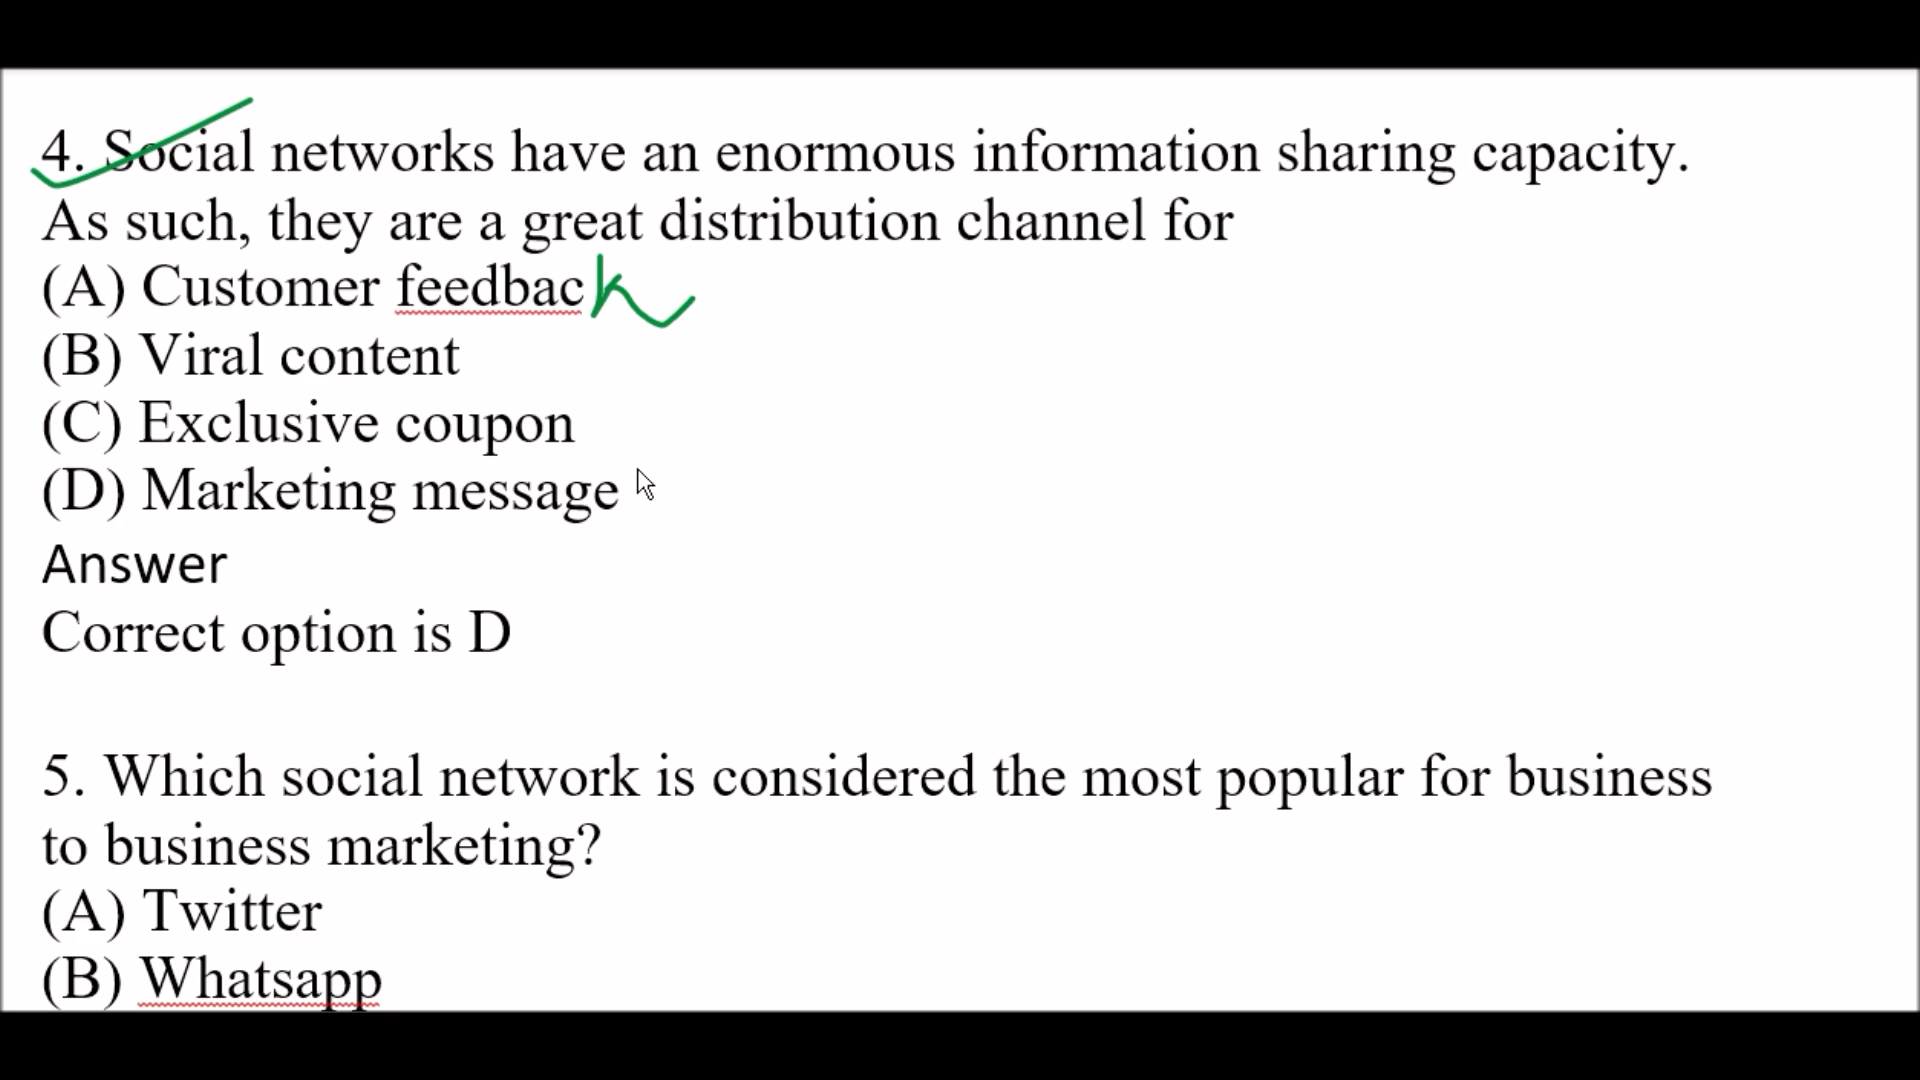 4. Social networks have an enormous information sharing capacity.
As such, they are a great distribution channel for
(A) Customer feedback
(B) Viral content
(C) Exclusive coupon
(D) Marketing message
Answer
Correct option is D
5. Which social network is considered the most popular for business
to business marketing?
(A) Twitter
(B) Whatsapp